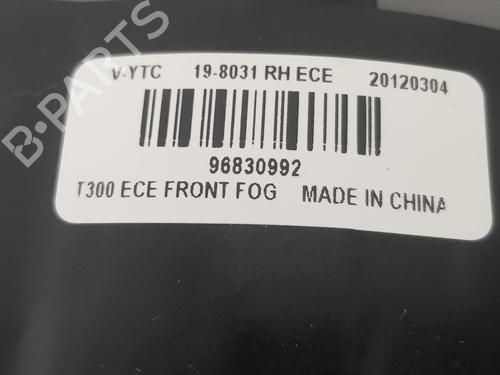 V-YTC 19-8031 RH ECE 20120304
96830992
T300 ECE FRONT FOG MADE IN CHINA
B-PARTS